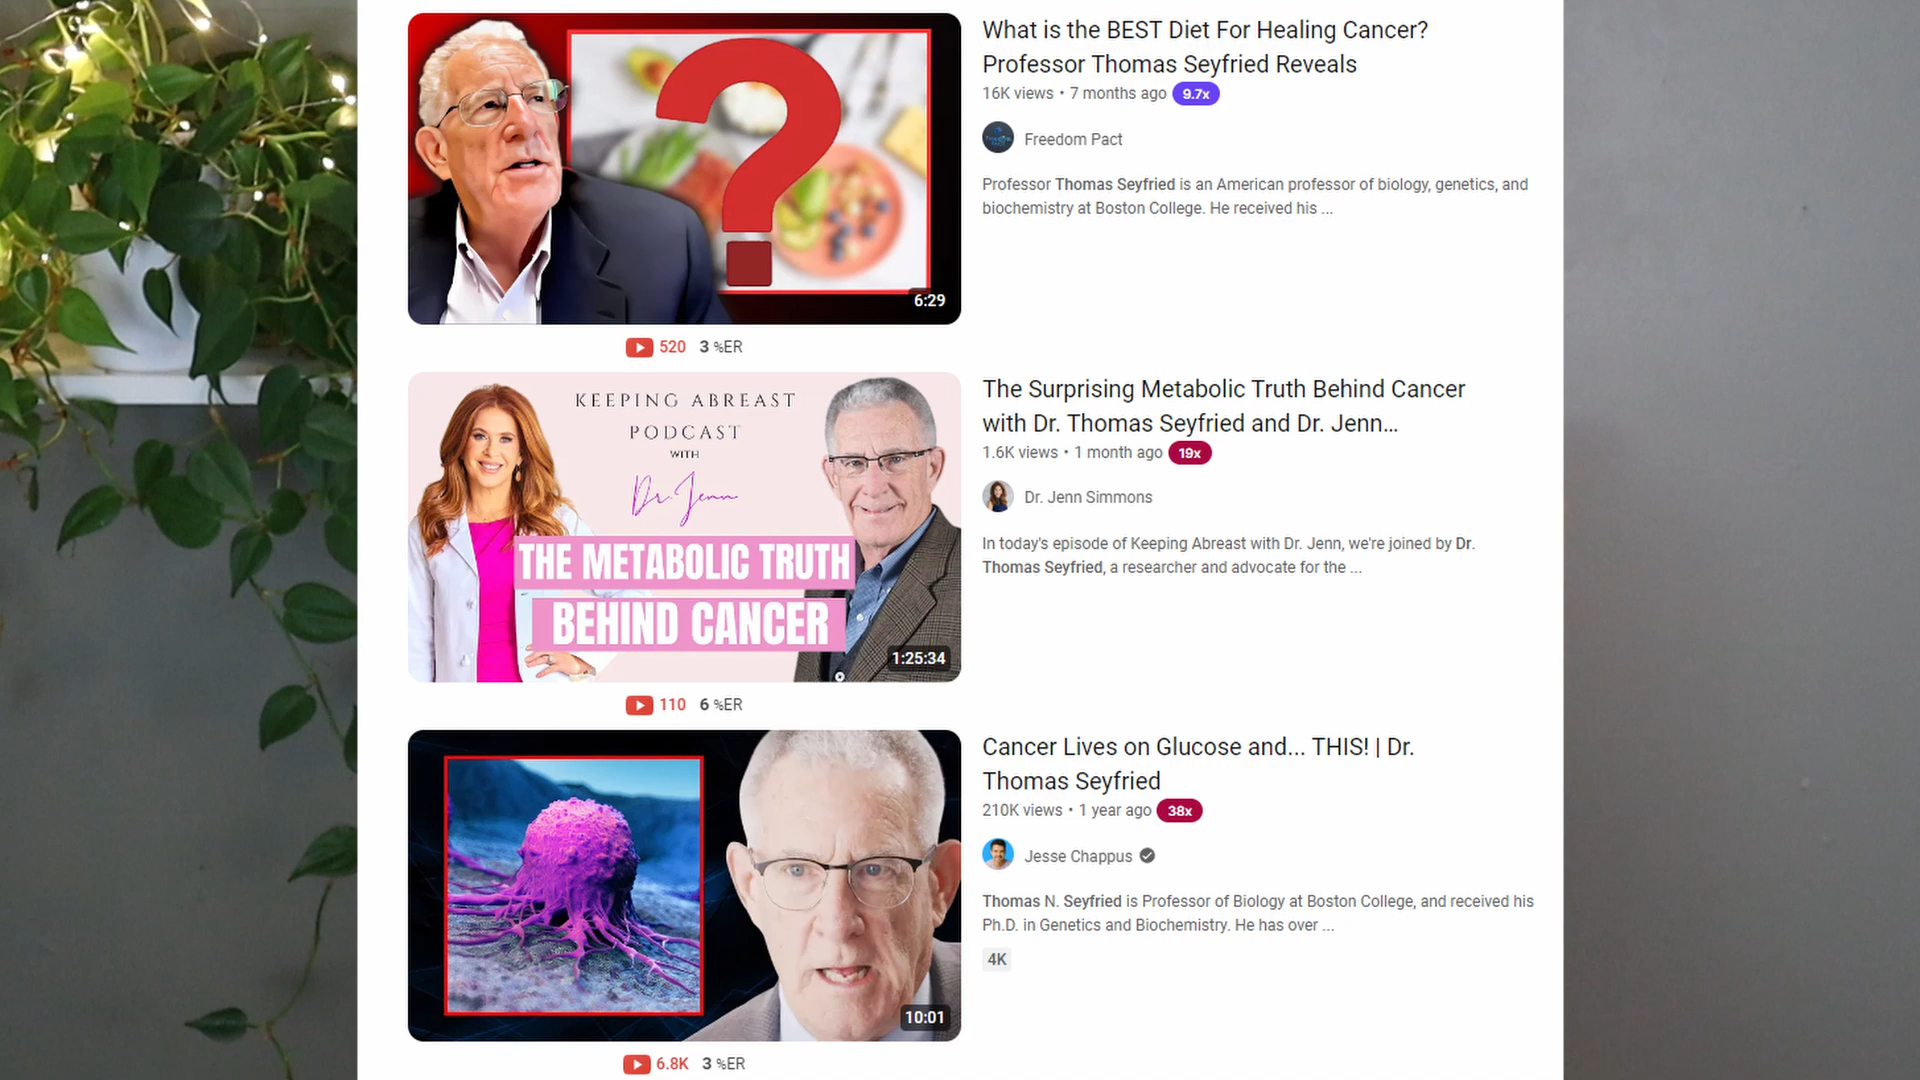 What is the BEST Diet For Healing Cancer?
Professor Thomas Seyfried Reveals
16K views • 7 months ago 9.7x
Freedom Pact
Professor Thomas Seyfried is an American professor of biology, genetics, and
biochemistry at Boston College. He received his ...
6:29
520 3 %ER
KEEPING ABREAST
PODCAST
WITH
Dr. Jenn
THE METABOLIC TRUTH
BEHIND CANCER
1:25:34
110 6 %ER
The Surprising Metabolic Truth Behind Cancer
with Dr. Thomas Seyfried and Dr. Jenn...
1.6K views • 1 month ago 19x
Dr. Jenn Simmons
In today's episode of Keeping Abreast with Dr. Jenn, we're joined by Dr.
Thomas Seyfried, a researcher and advocate for the ...
Cancer Lives on Glucose and... THIS! | Dr.
Thomas Seyfried
210K views • 1 year ago 38x
Jesse Chappus
Thomas N. Seyfried is Professor of Biology at Boston College, and received his
Ph.D. in Genetics and Biochemistry. He has over ...
4K
10:01
6.8K 3 %ER